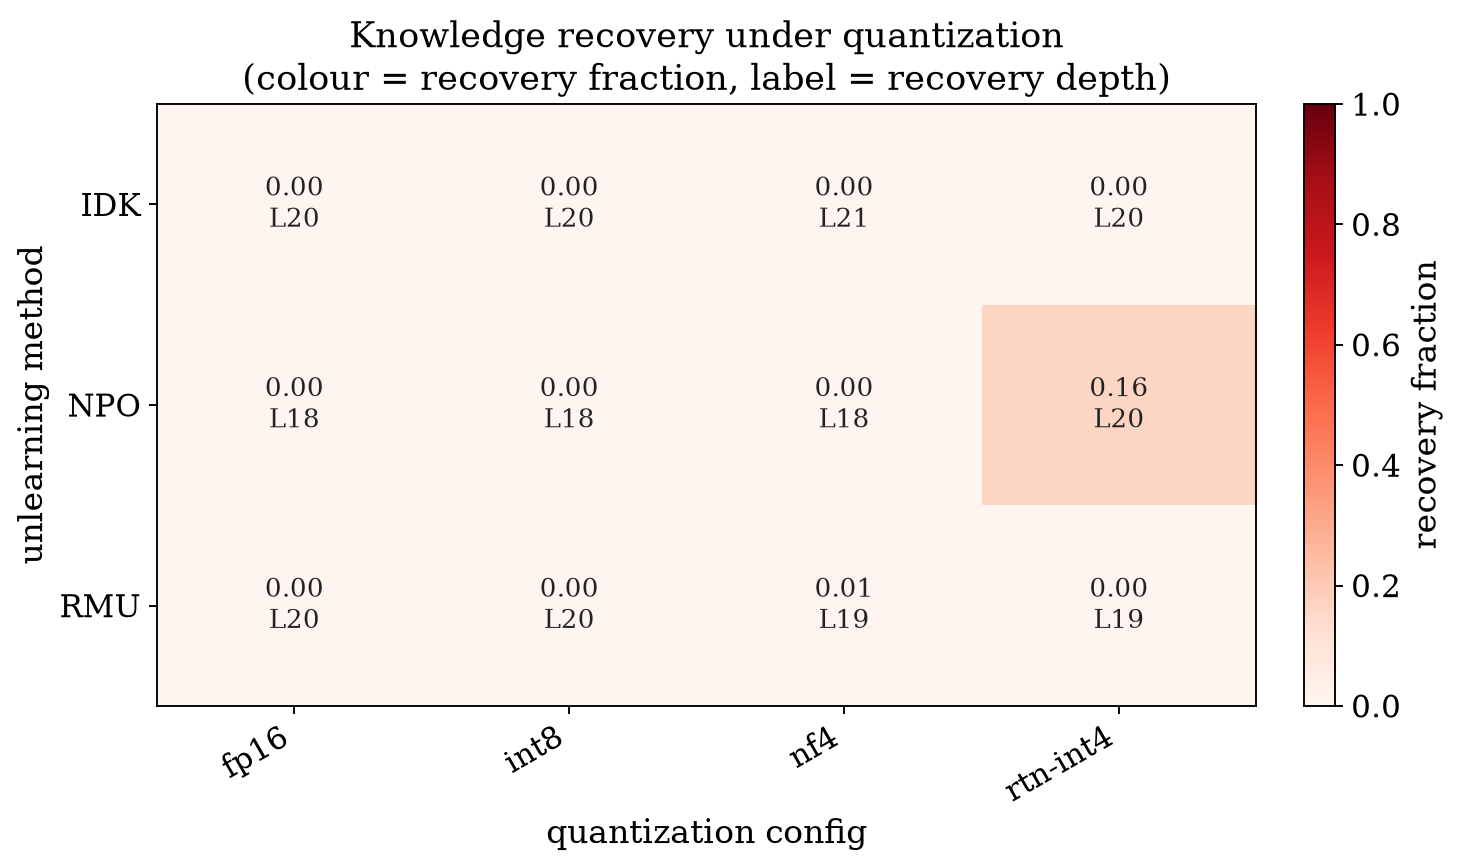 Knowledge recovery under quantization
(colour = recovery fraction, label = recovery depth)
unlearning method
IDK
0.00
L20
0.00
L20
0.00
L21
0.00
L20
NPO
0.00
L18
0.00
L18
0.00
L18
0.16
L20
RMU
0.00
L20
0.00
L20
0.01
L19
0.00
L19
fp16
int8
nf4
rtn-int4
quantization config
1.0
0.8
0.6
0.4
0.2
0.0
recovery fraction